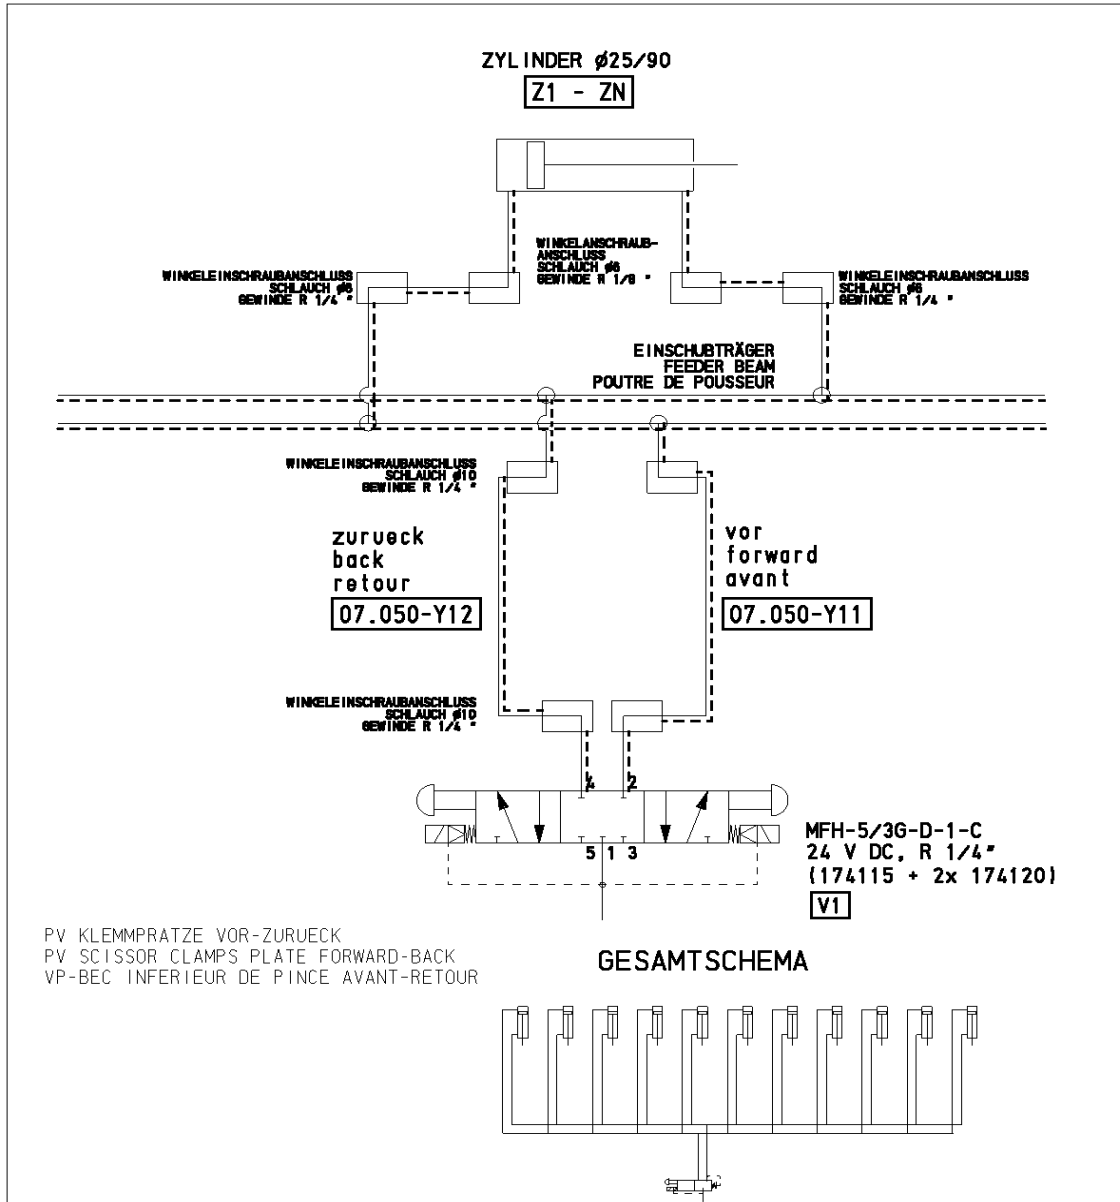 ZYLINDER ø25/90
Z1 - ZN
WINKELANSCHRAUB-
ANSCHLUSS
SCHLAUCH ø6
GEWINDE R 1/8 "
WINKELEINSCHRAUBANSCHLUSS
SCHLAUCH ø6
GEWINDE R 1/4 "
WINKELEINSCHRAUBANSCHLUSS
SCHLAUCH ø6
GEWINDE R 1/4 "
EINSCHUBTRÄGER
FEEDER BEAM
POUTRE DE POUSSEUR
WINKELEINSCHRAUBANSCHLUSS
SCHLAUCH ø10
GEWINDE R 1/4 "
zurueck
back
retour
07.050-Y12
vor
forward
avant
07.050-Y11
WINKELEINSCHRAUBANSCHLUSS
SCHLAUCH ø10
GEWINDE R 1/4 "
4 2
5 1 3
MFH-5/3G-D-1-C
24 V DC, R 1/4"
(174115 + 2x 174120)
V1
PV KLEMMPRATZE VOR-ZURUECK
PV SCISSOR CLAMPS PLATE FORWARD-BACK
VP-BEC INFERIEUR DE PINCE AVANT-RETOUR
GESAMTSCHEMA